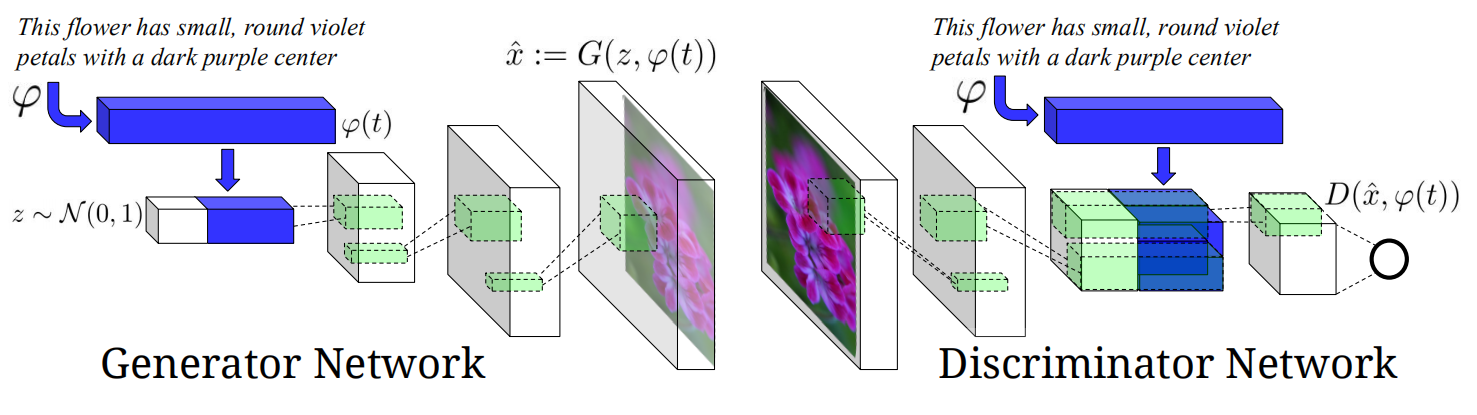 This flower has small, round violet
petals with a dark purple center
φ
φ(t)
z ∼ 𝒩(0, 1)
x̂ := G(z, φ(t))
Generator Network
This flower has small, round violet
petals with a dark purple center
φ
D(x̂, φ(t))
Discriminator Network